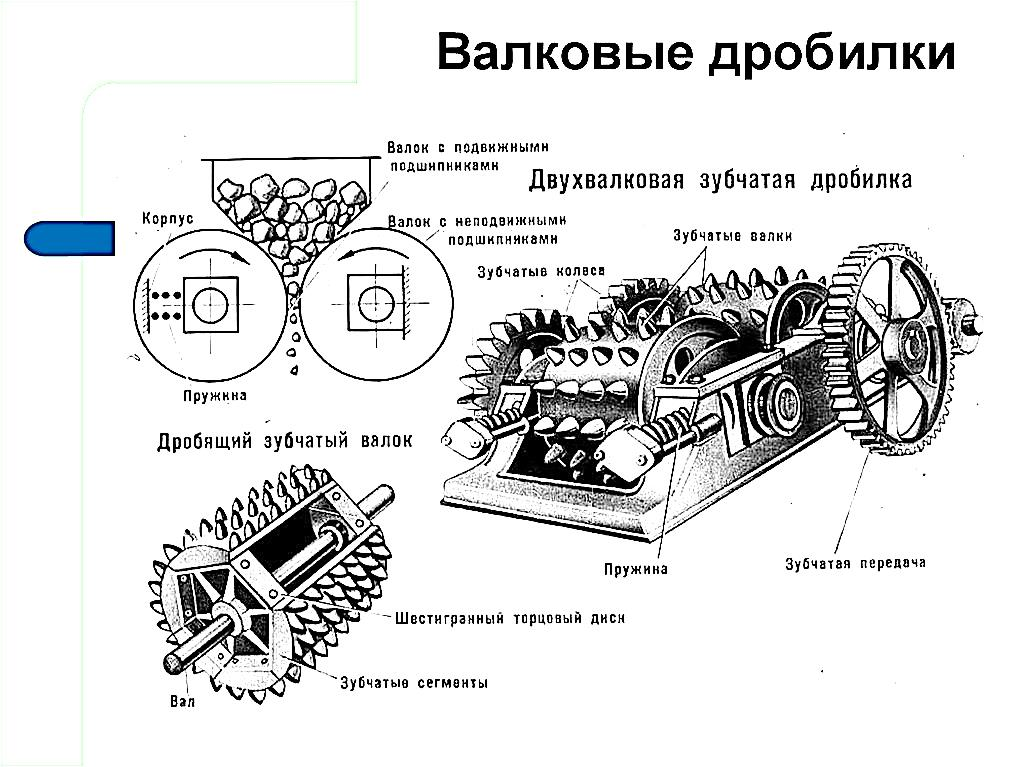 Валковые дробилки
Валок с подвижными
подшипниками
Двухвалковая зубчатая дробилка
Корпус
Валок с неподвижными
подшипниками
Зубчатые валки
Зубчатые колеса
Пружина
Дробящий зубчатый валок
Пружина
Зубчатая передача
Шестигранный торцовый диск
Зубчатые сегменты
Вал